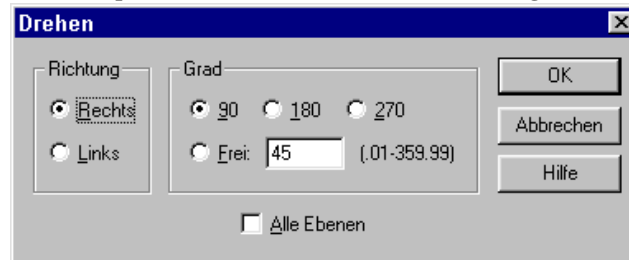 Drehen
Richtung
Rechts
Links
Grad
90 180 270
Frei: 45 (.01-359.99)
Alle Ebenen
OK
Abbrechen
Hilfe